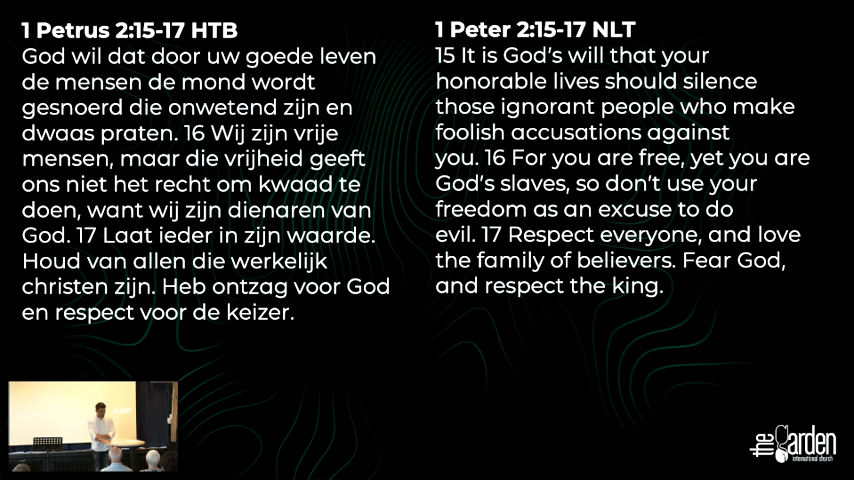 1 Petrus 2:15-17 HTB
God wil dat door uw goede leven
de mensen de mond wordt
gesnoerd die onwetend zijn en
dwaas praten. 16 Wij zijn vrije
mensen, maar die vrijheid geeft
ons niet het recht om kwaad te
doen, want wij zijn dienaren van
God. 17 Laat ieder in zijn waarde.
Houd van allen die werkelijk
christen zijn. Heb ontzag voor God
en respect voor de keizer.
1 Peter 2:15-17 NLT
15 It is God’s will that your
honorable lives should silence
those ignorant people who make
foolish accusations against
you. 16 For you are free, yet you are
God’s slaves, so don’t use your
freedom as an excuse to do
evil. 17 Respect everyone, and love
the family of believers. Fear God,
and respect the king.
the Garden
international church